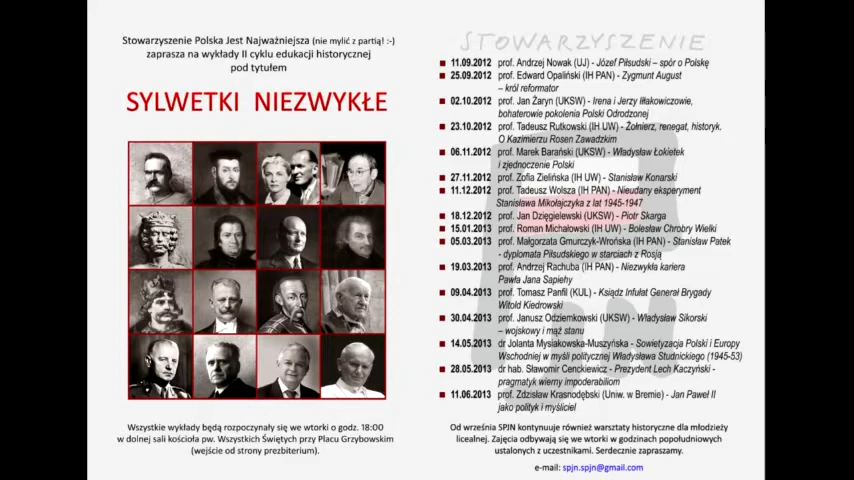 Stowarzyszenie Polska Jest Najważniejsza (nie mylić z partią! :-)
zaprasza na wykłady II cyklu edukacji historycznej
pod tytułem
SYLWETKI NIEZWYKŁE
Wszystkie wykłady będą rozpoczynały się we wtorki o godz. 18:00
w dolnej sali kościoła pw. Wszystkich Świętych przy Placu Grzybowskim
(wejście od strony prezbiterium).
STOWARZYSZENIE
11.09.2012 prof. Andrzej Nowak (UJ) - Józef Piłsudski – spór o Polskę
25.09.2012 prof. Edward Opaliński (IH PAN) - Zygmunt August
– król reformator
02.10.2012 prof. Jan Żaryn (UKSW) - Irena i Jerzy Iłłakowiczowie,
bohaterowie pokolenia Polski Odrodzonej
23.10.2012 prof. Tadeusz Rutkowski (IH UW) - Żołnierz, renegat, historyk.
O Kazimierzu Rosen Zawadzkim
06.11.2012 prof. Marek Barański (UKSW) - Władysław Łokietek
i zjednoczenie Polski
27.11.2012 prof. Zofia Zielińska (IH UW) - Stanisław Konarski
11.12.2012 prof. Tadeusz Wolsza (IH PAN) - Nieudany eksperyment
Stanisława Mikołajczyka z lat 1945-1947
18.12.2012 prof. Jan Dzięgielewski (UKSW) - Piotr Skarga
15.01.2013 prof. Roman Michałowski (IH UW) - Bolesław Chrobry Wielki
05.03.2013 prof. Małgorzata Gmurczyk-Wrońska (IH PAN) - Stanisław Patek
- dyplomata Piłsudskiego w starciach z Rosją
19.03.2013 prof. Andrzej Rachuba (IH PAN) - Niezwykła kariera
Pawła Jana Sapiehy
09.04.2013 prof. Tomasz Panfil (KUL) - Ksiądz Infułat Generał Brygady
Witold Kiedrowski
30.04.2013 prof. Janusz Odziemkowski (UKSW) - Władysław Sikorski
– wojskowy i mąż stanu
14.05.2013 dr Jolanta Mysiakowska-Muszyńska - Sowietyzacja Polski i Europy
Wschodniej w myśli politycznej Władysława Studnickiego (1945-53)
28.05.2013 dr hab. Sławomir Cenckiewicz - Prezydent Lech Kaczyński -
pragmatyk wierny imponderabiliom
11.06.2013 prof. Zdzisław Krasnodębski (Uniw. w Bremie) - Jan Paweł II
jako polityk i myśliciel
Od września SPJN kontynuuje również warsztaty historyczne dla młodzieży
licealnej. Zajęcia odbywają się we wtorki w godzinach popołudniowych
ustalonych z uczestnikami. Serdecznie zapraszamy.
e-mail: spjn.spjn@gmail.com